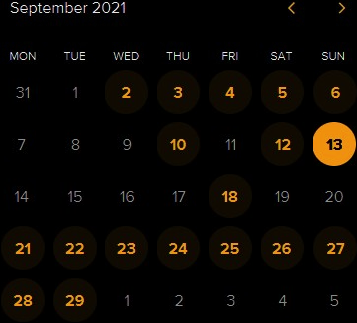 September 2021 < >
MON TUE WED THU FRI SAT SUN
31 1 2 3 4 5 6
7 8 9 10 11 12 13
14 15 16 17 18 19 20
21 22 23 24 25 26 27
28 29 1 2 3 4 5